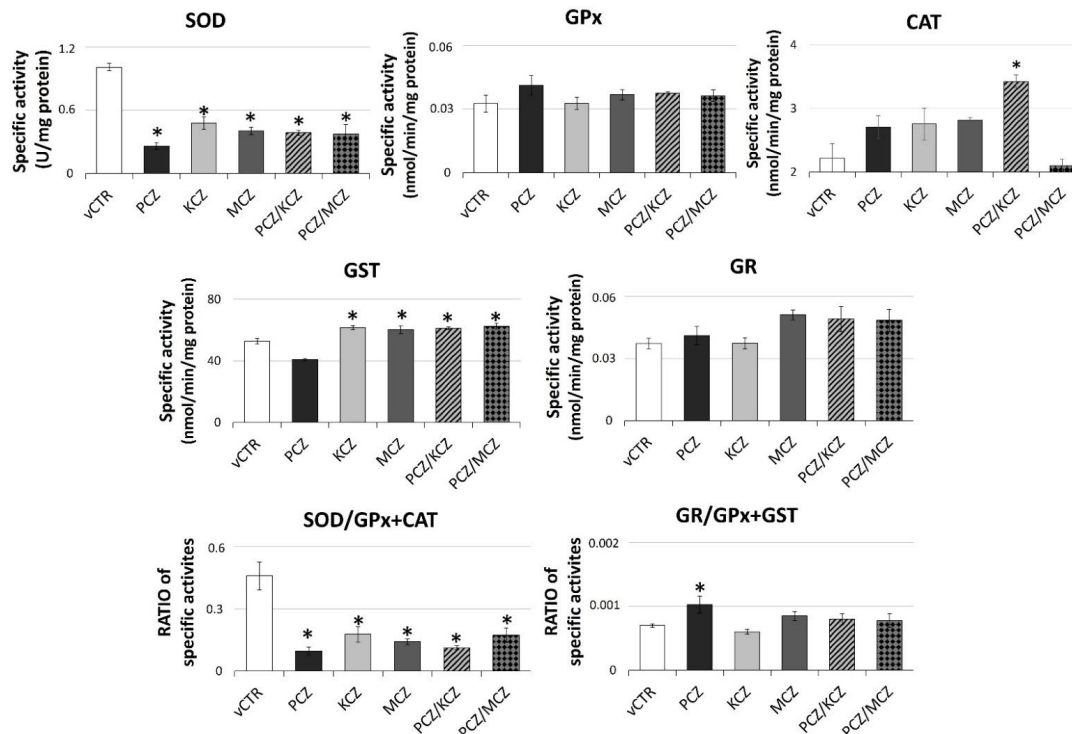 SOD
Specific activity
(U/mg protein)
1.2
0.6
0
* * * * *
vCTR PCZ KCZ MCZ PCZ/KCZ PCZ/MCZ
GPx
Specific activity
(nmol/min/mg protein)
0.06
0.03
0
vCTR PCZ KCZ MCZ PCZ/KCZ PCZ/MCZ
CAT
Specific activity
(nmol/min/mg protein)
4
3
2
*
vCTR PCZ KCZ MCZ PCZ/KCZ PCZ/MCZ
GST
Specific activity
(nmol/min/mg protein)
80
60
40
0
* * * *
vCTR PCZ KCZ MCZ PCZ/KCZ PCZ/MCZ
GR
Specific activity
(nmol/min/mg protein)
0.06
0.03
0
vCTR PCZ KCZ MCZ PCZ/KCZ PCZ/MCZ
SOD/GPx+CAT
RATIO of
specific activites
0.6
0.3
0
* * * * *
vCTR PCZ KCZ MCZ PCZ/KCZ PCZ/MCZ
GR/GPx+GST
RATIO of
specific activites
0.002
0.001
0
*
vCTR PCZ KCZ MCZ PCZ/KCZ PCZ/MCZ